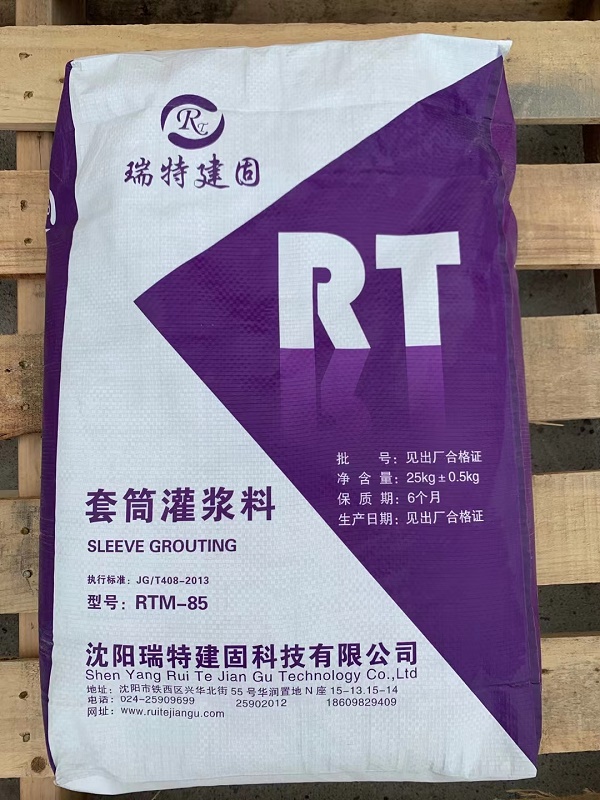 RT
瑞特建固
RT
批 号：见出厂合格证
净 含 量：25kg±0.5kg
保 质 期：6个月
生产日期：见出厂合格证
套筒灌浆料
SLEEVE GROUTING
执行标准：JG/T408-2013
型号：RTM-85
沈阳瑞特建固科技有限公司
Shen Yang Rui Te Jian Gu Technology Co.,Ltd
地址：沈阳市铁西区兴华北街55号华润置地N座15-13.15-14
电话：024-25909699 25902012 18609829409
网址：www.ruitejiangu.com